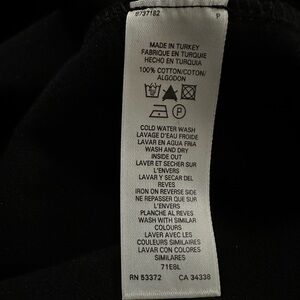 8737182 P
MADE IN TURKEY
FABRIQUE EN TURQUIE
HECHO EN TURQUIA
100% COTTON/COTON/
ALGODON
P
COLD WATER WASH
LAVAGE D'EAU FROIDE
LAVAR EN AGUA FRIA
WASH AND DRY
INSIDE OUT
LAVER ET SECHER SUR
L'ENVERS
LAVAR Y SECAR DEL
REVES
IRON ON REVERSE SIDE
NE REPASSER QUE SUR
L'ENVERS
PLANCHE AL REVES
WASH WITH SIMILAR
COLOURS
LAVER AVEC LES
COULEURS SIMILAIRES
LAVAR CON COLORES
SIMILARES
71E8L
RN 53372 CA 34338